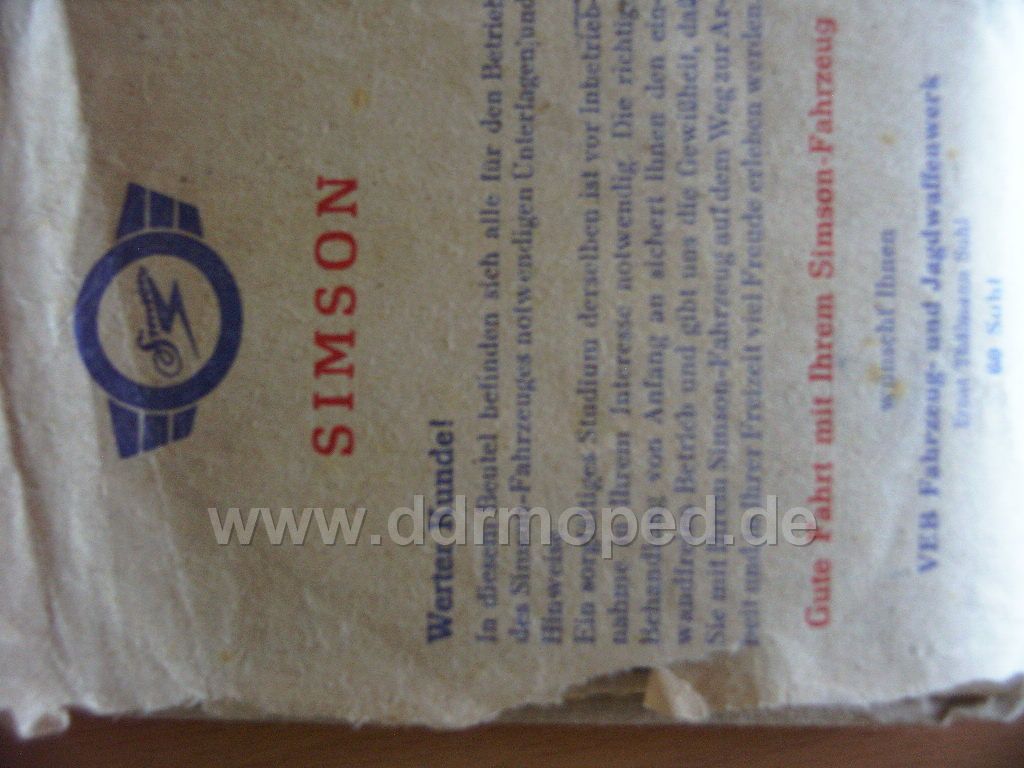 Simson
SIMSON
Werter Kunde!
In diesem Beutel befinden sich alle für den Betrieb
des Simson-Fahrzeuges notwendigen Unterlagen und
Hinweise.
Ein sorgfältiges Studium derselben ist vor Inbetrieb-
nahme in Ihrem Interesse notwendig. Die richtige
Behandlung von Anfang an sichert Ihnen den ein-
wandfreien Betrieb und gibt uns die Gewißheit, daß
Sie mit Ihrem Simson-Fahrzeug auf dem Weg zur Ar-
beit und Ihrer Freizeit viel Freude erleben werden.
Gute Fahrt mit Ihrem Simson-Fahrzeug
wünscht Ihnen
VEB Fahrzeug- und Jagdwaffenwerk
Ernst Thälmann Suhl
60 Suhl
www.ddrmoped.de